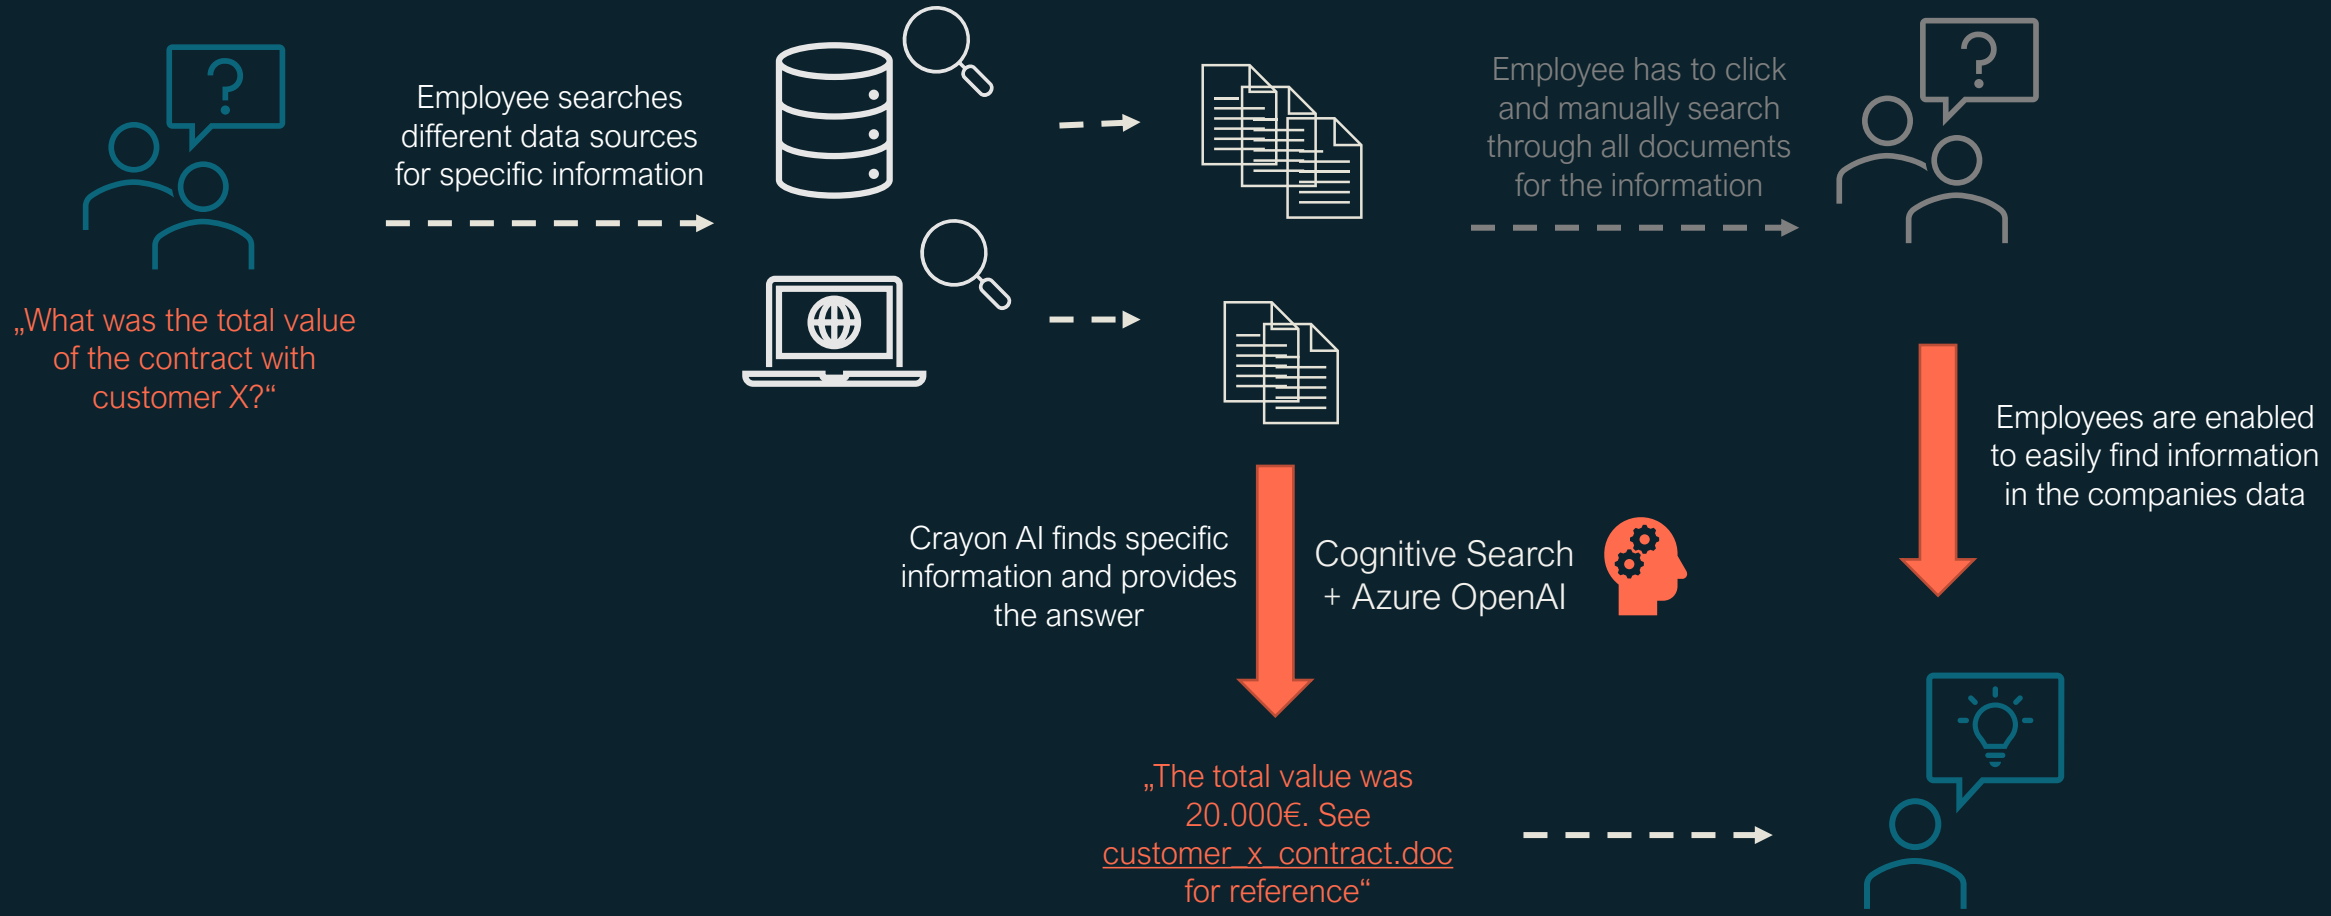 ?
Employee searches
different data sources
for specific information
Employee has to click
and manually search
through all documents
for the information
?
„What was the total value
of the contract with
customer X?“
Employees are enabled
to easily find information
in the companies data
Crayon AI finds specific
information and provides
the answer
Cognitive Search
+ Azure OpenAI
„The total value was
20.000€. See
customer_x_contract.doc
for reference“